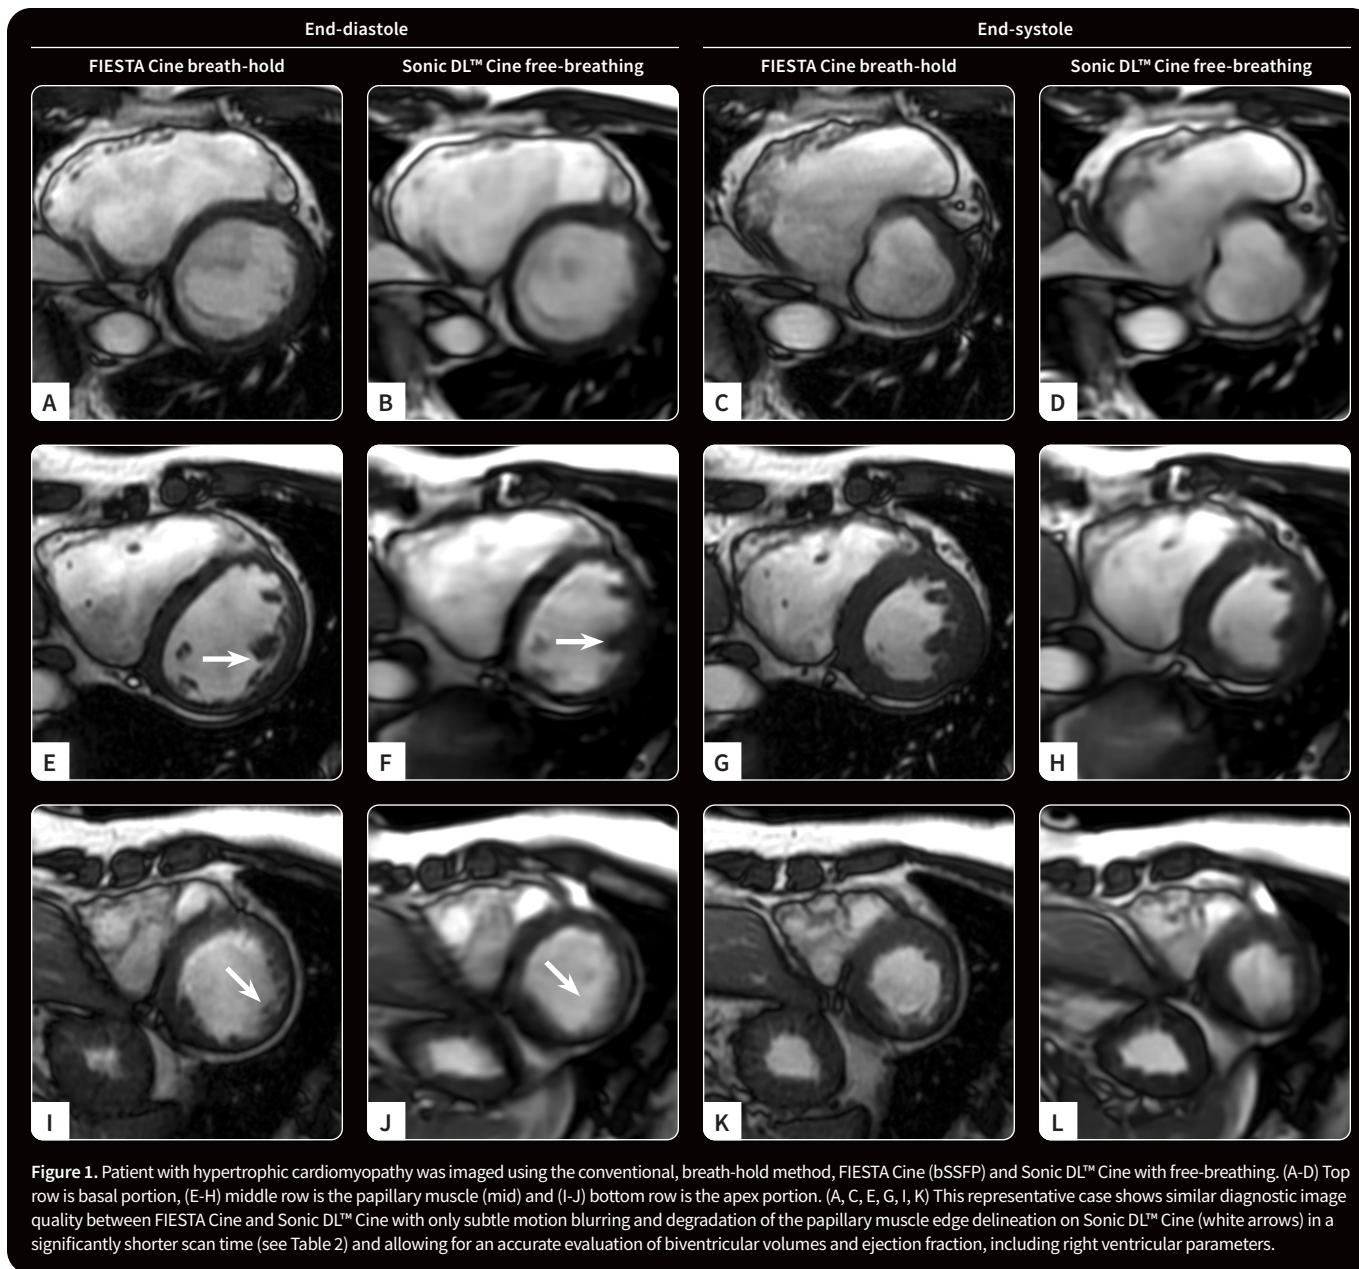 End-diastole
End-systole
FIESTA Cine breath-hold
Sonic DL™ Cine free-breathing
FIESTA Cine breath-hold
Sonic DL™ Cine free-breathing
A
B
C
D
E
F
G
H
I
J
K
L
Figure 1. Patient with hypertrophic cardiomyopathy was imaged using the conventional, breath-hold method, FIESTA Cine (bSSFP) and Sonic DL™ Cine with free-breathing. (A-D) Top
row is basal portion, (E-H) middle row is the papillary muscle (mid) and (I-J) bottom row is the apex portion. (A, C, E, G, I, K) This representative case shows similar diagnostic image
quality between FIESTA Cine and Sonic DL™ Cine with only subtle motion blurring and degradation of the papillary muscle edge delineation on Sonic DL™ Cine (white arrows) in a
significantly shorter scan time (see Table 2) and allowing for an accurate evaluation of biventricular volumes and ejection fraction, including right ventricular parameters.